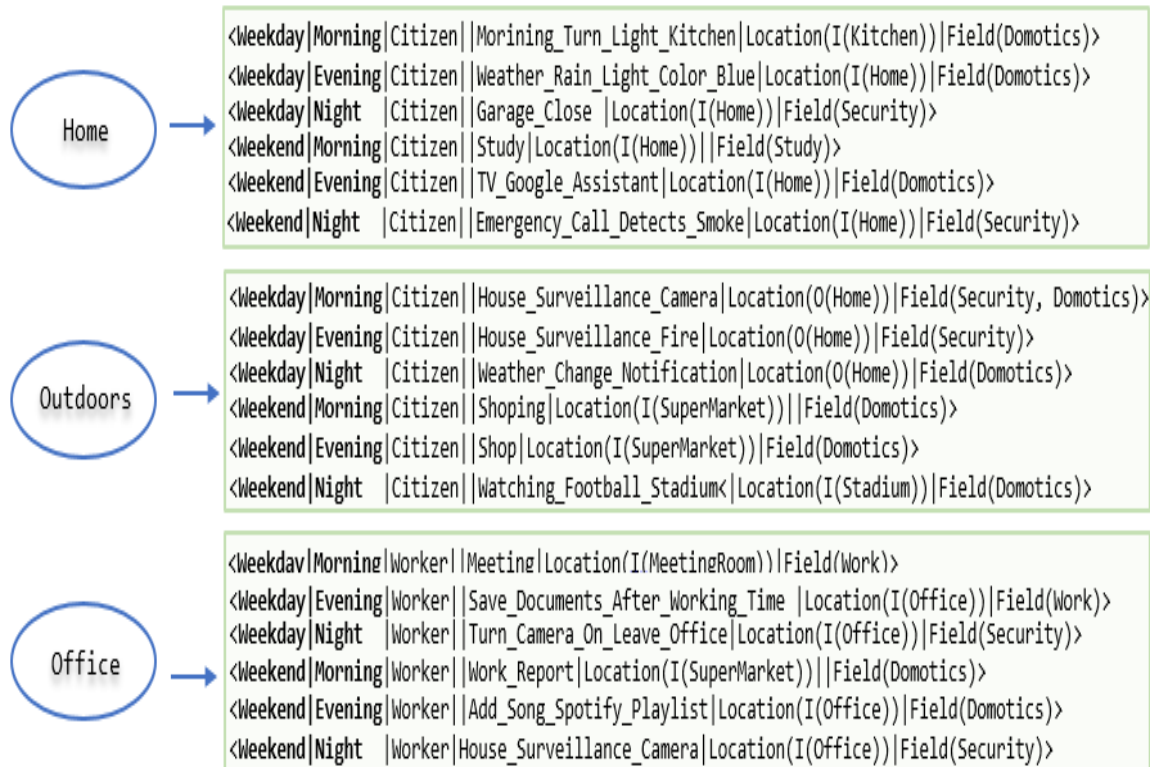 Home
<Weekday|Morning|Citizen||Morining_Turn_Light_Kitchen|Location(I(Kitchen))|Field(Domotics)>
<Weekday|Evening|Citizen||Weather_Rain_Light_Color_Blue|Location(I(Home))|Field(Domotics)>
<Weekday|Night |Citizen||Garage_Close |Location(I(Home))|Field(Security)>
<Weekend|Morning|Citizen||Study|Location(I(Home))||Field(Study)>
<Weekend|Evening|Citizen||TV_Google_Assistant|Location(I(Home))|Field(Domotics)>
<Weekend|Night |Citizen||Emergency_Call_Detects_Smoke|Location(I(Home))|Field(Security)>
Outdoors
<Weekday|Morning|Citizen||House_Surveillance_Camera|Location(O(Home))|Field(Security, Domotics)>
<Weekday|Evening|Citizen||House_Surveillance_Fire|Location(O(Home))|Field(Security)>
<Weekday|Night |Citizen||Weather_Change_Notification|Location(O(Home))|Field(Domotics)>
<Weekend|Morning|Citizen||Shoping|Location(I(SuperMarket))||Field(Domotics)>
<Weekend|Evening|Citizen||Shop|Location(I(SuperMarket))|Field(Domotics)>
<Weekend|Night |Citizen||Watching_Football_Stadium<|Location(I(Stadium))|Field(Domotics)>
Office
<Weekday|Morning|Worker||Meeting|Location(I(MeetingRoom))|Field(Work)>
<Weekday|Evening|Worker||Save_Documents_After_Working_Time |Location(I(Office))|Field(Work)>
<Weekday|Night |Worker||Turn_Camera_On_Leave_Office|Location(I(Office))|Field(Security)>
<Weekend|Morning|Worker||Work_Report|Location(I(SuperMarket))||Field(Domotics)>
<Weekend|Evening|Worker||Add_Song_Spotify_Playlist|Location(I(Office))|Field(Domotics)>
<Weekend|Night |Worker|House_Surveillance_Camera|Location(I(Office))|Field(Security)>